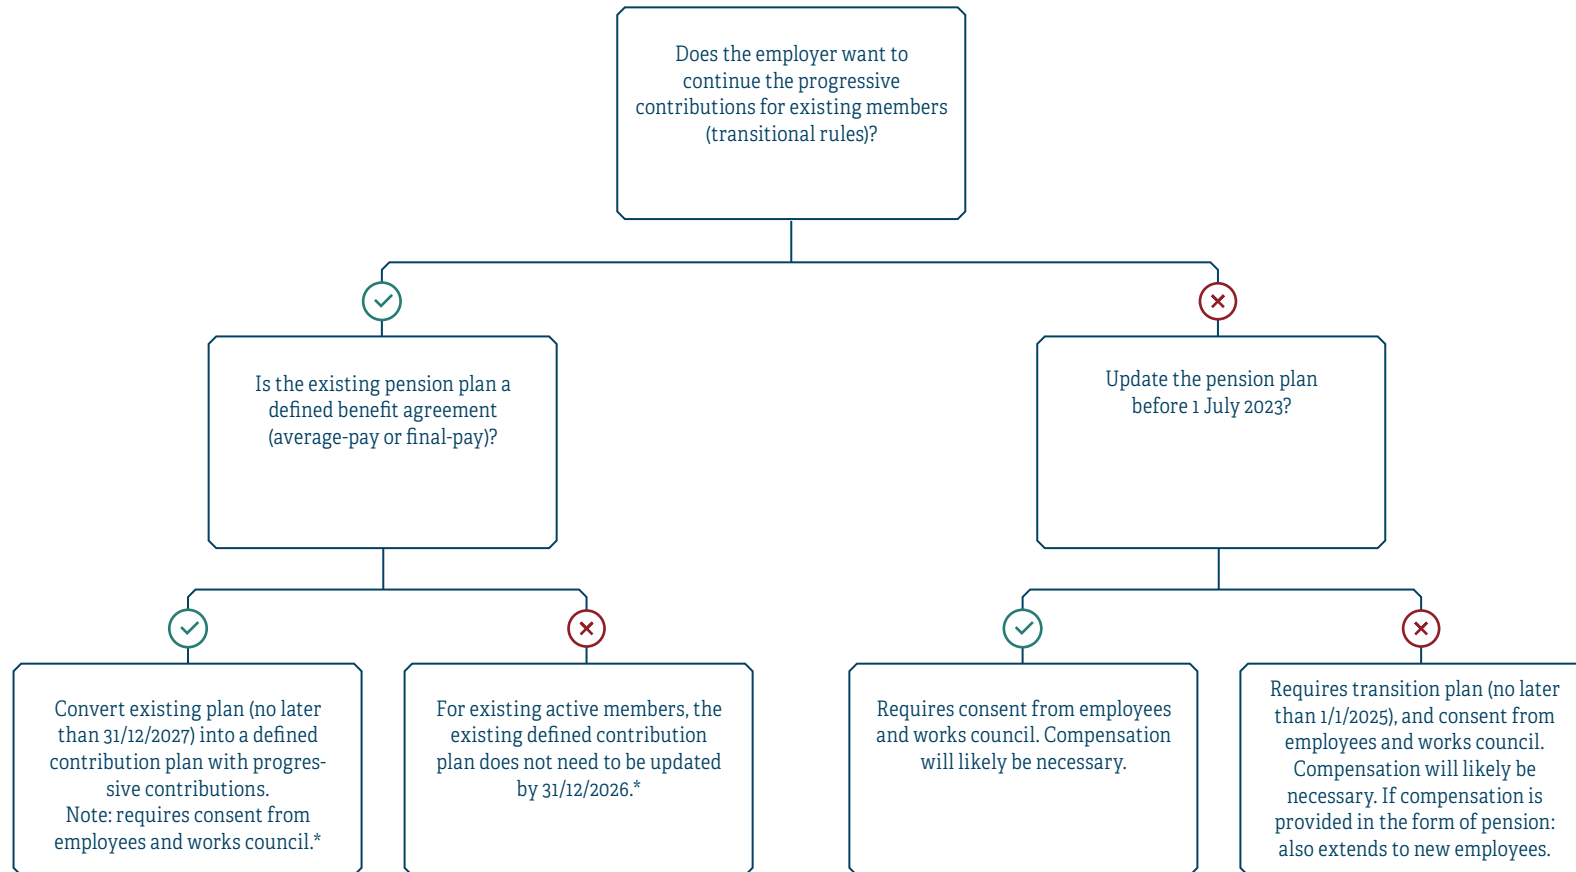 Does the employer want to
continue the progressive
contributions for existing members
(transitional rules)?
Is the existing pension plan a
defined benefit agreement
(average-pay or final-pay)?
Update the pension plan
before 1 July 2023?
Convert existing plan (no later
than 31/12/2027) into a defined
contribution plan with progres-
sive contributions.
Note: requires consent from
employees and works council.*
For existing active members, the
existing defined contribution
plan does not need to be updated
by 31/12/2026.*
Requires consent from employees
and works council. Compensation
will likely be necessary.
Requires transition plan (no later
than 1/1/2025), and consent from
employees and works council.
Compensation will likely be
necessary. If compensation is
provided in the form of pension:
also extends to new employees.